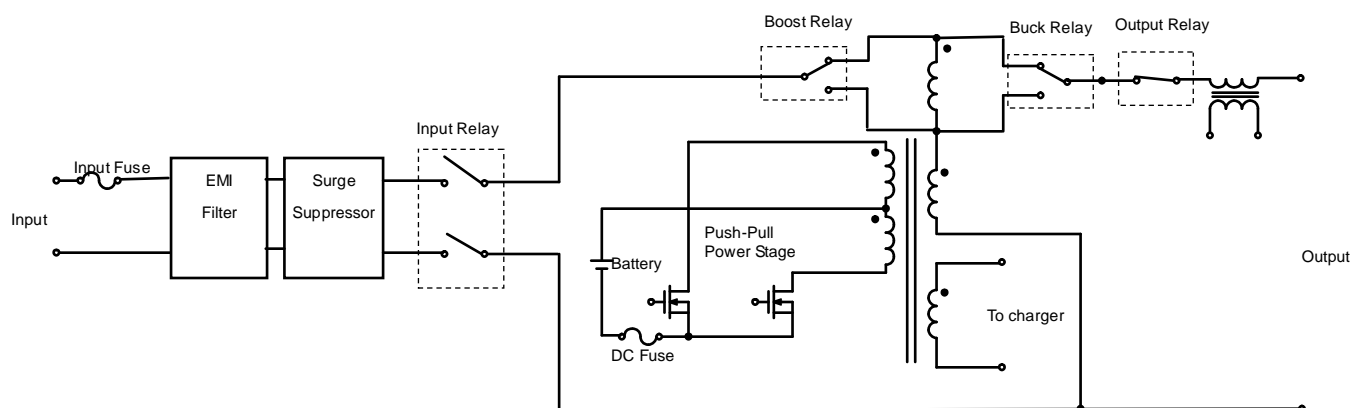 Boost Relay
Buck Relay
Output Relay
Input Relay
Input Fuse
EMI
Filter
Surge
Suppressor
Input
Push-Pull
Power Stage
Battery
Output
To charger
DC Fuse